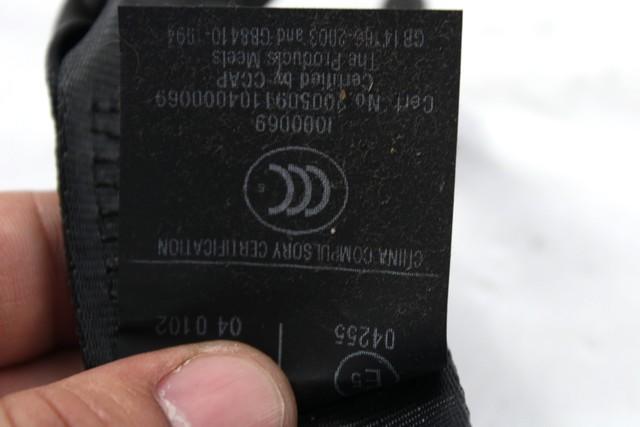 E5
04255 04 0102
CHINA COMPULSORY CERTIFICATION
CCC S
I000069
Cert. No. 2005091104000069
Certified by CCAP
The Products Meets
GB14166-2003 and GB8410-1994